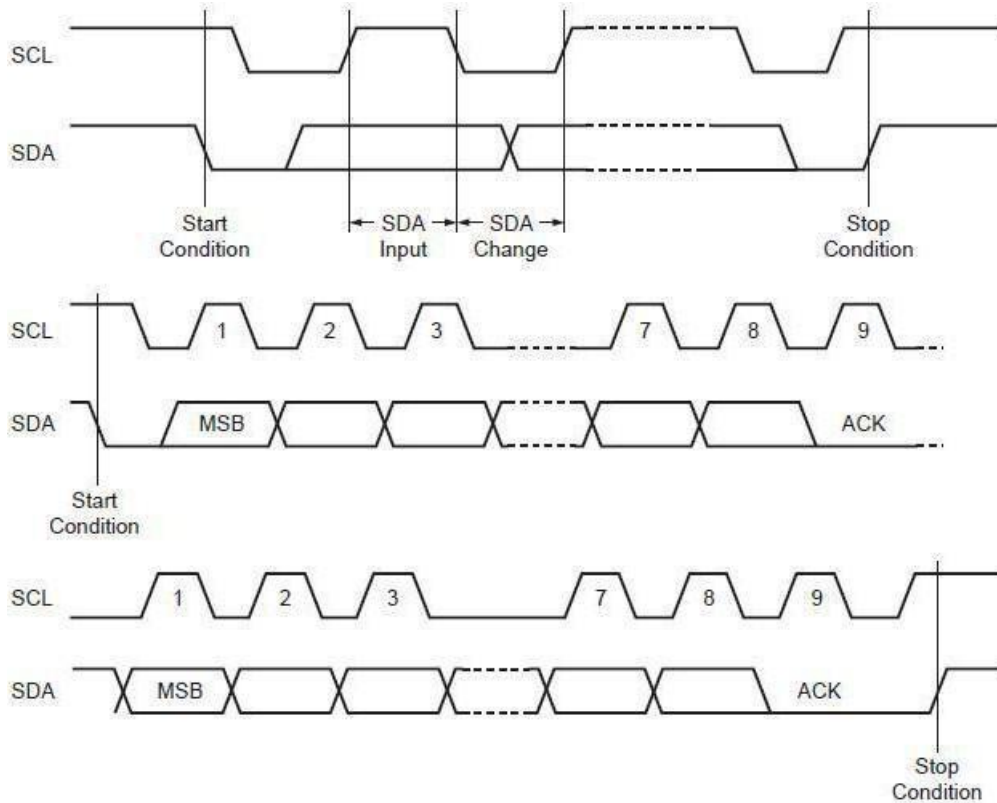 SCL
SDA
Start
Condition
SDA
Input
SDA
Change
Stop
Condition
SCL
1 2 3 7 8 9
SDA
MSB
ACK
Start
Condition
SCL
1 2 3 7 8 9
SDA
MSB
ACK
Stop
Condition